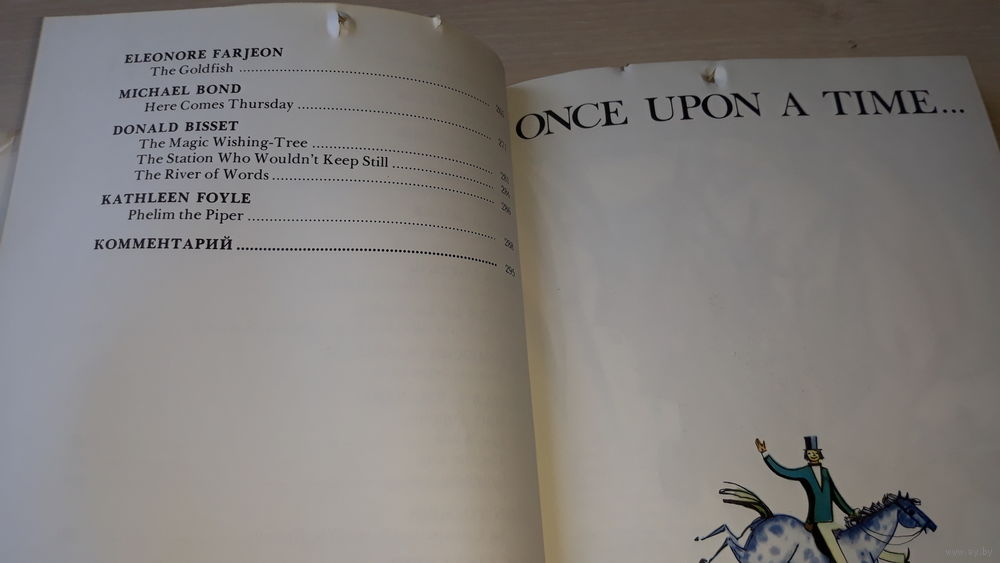 ELEONORE FARJEON
The Goldfish
MICHAEL BOND
Here Comes Thursday
DONALD BISSET
The Magic Wishing-Tree
The Station Who Wouldn't Keep Still
The River of Words
KATHLEEN FOYLE
Phelim the Piper
КОММЕНТАРИЙ 295
ONCE UPON A TIME...